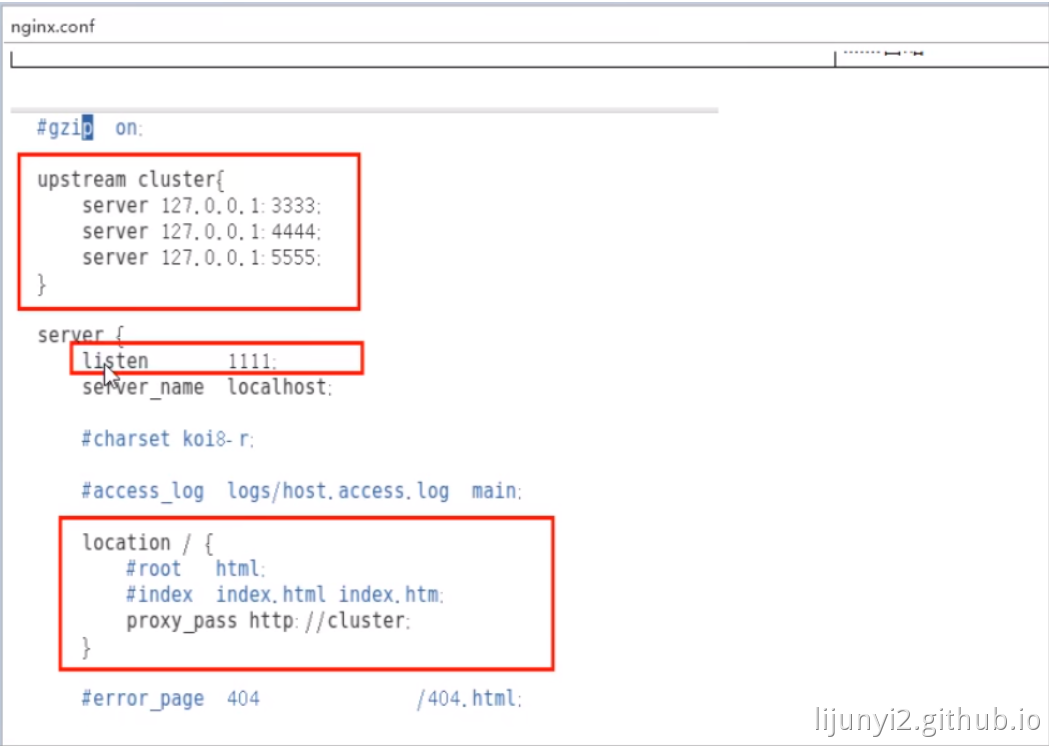 nginx.conf
#gzip on;
upstream cluster{
server 127.0.0.1:3333;
server 127.0.0.1:4444;
server 127.0.0.1:5555;
}
server {
listen 1111;
server_name localhost;
#charset koi8-r;
#access_log logs/host.access.log main;
location / {
#root html;
#index index.html index.htm;
proxy_pass http://cluster;
}
#error_page 404 /404.html;
lijunyi2.github.io